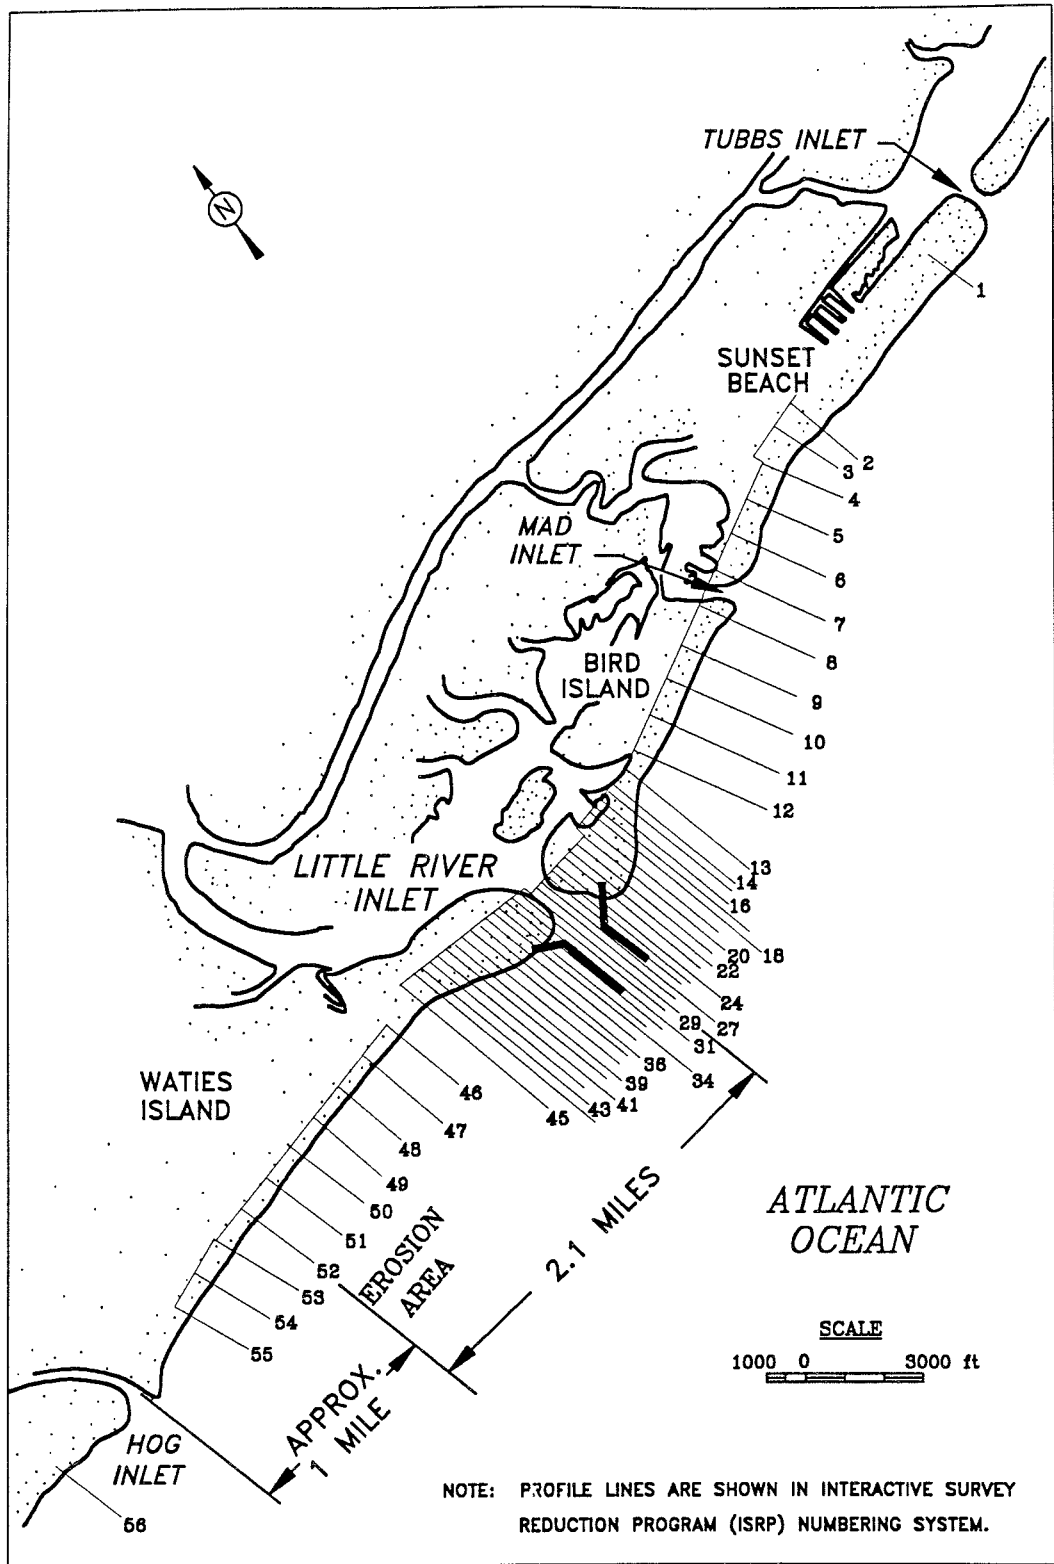 TUBBS INLET
N
1
SUNSET
BEACH
2
3
4
5
MAD
INLET
6
7
8
BIRD
ISLAND
9
10
11
12
13
14
16
LITTLE RIVER
INLET
18
20
22
24
27
29
31
34
36
39
41
43
45
46
47
48
49
50
51
52
53
54
55
56
WATIES
ISLAND
EROSION
AREA
2.1 MILES
APPROX.
1 MILE
HOG
INLET
ATLANTIC
OCEAN
SCALE
1000 0 3000 ft
NOTE: PROFILE LINES ARE SHOWN IN INTERACTIVE SURVEY
REDUCTION PROGRAM (ISRP) NUMBERING SYSTEM.